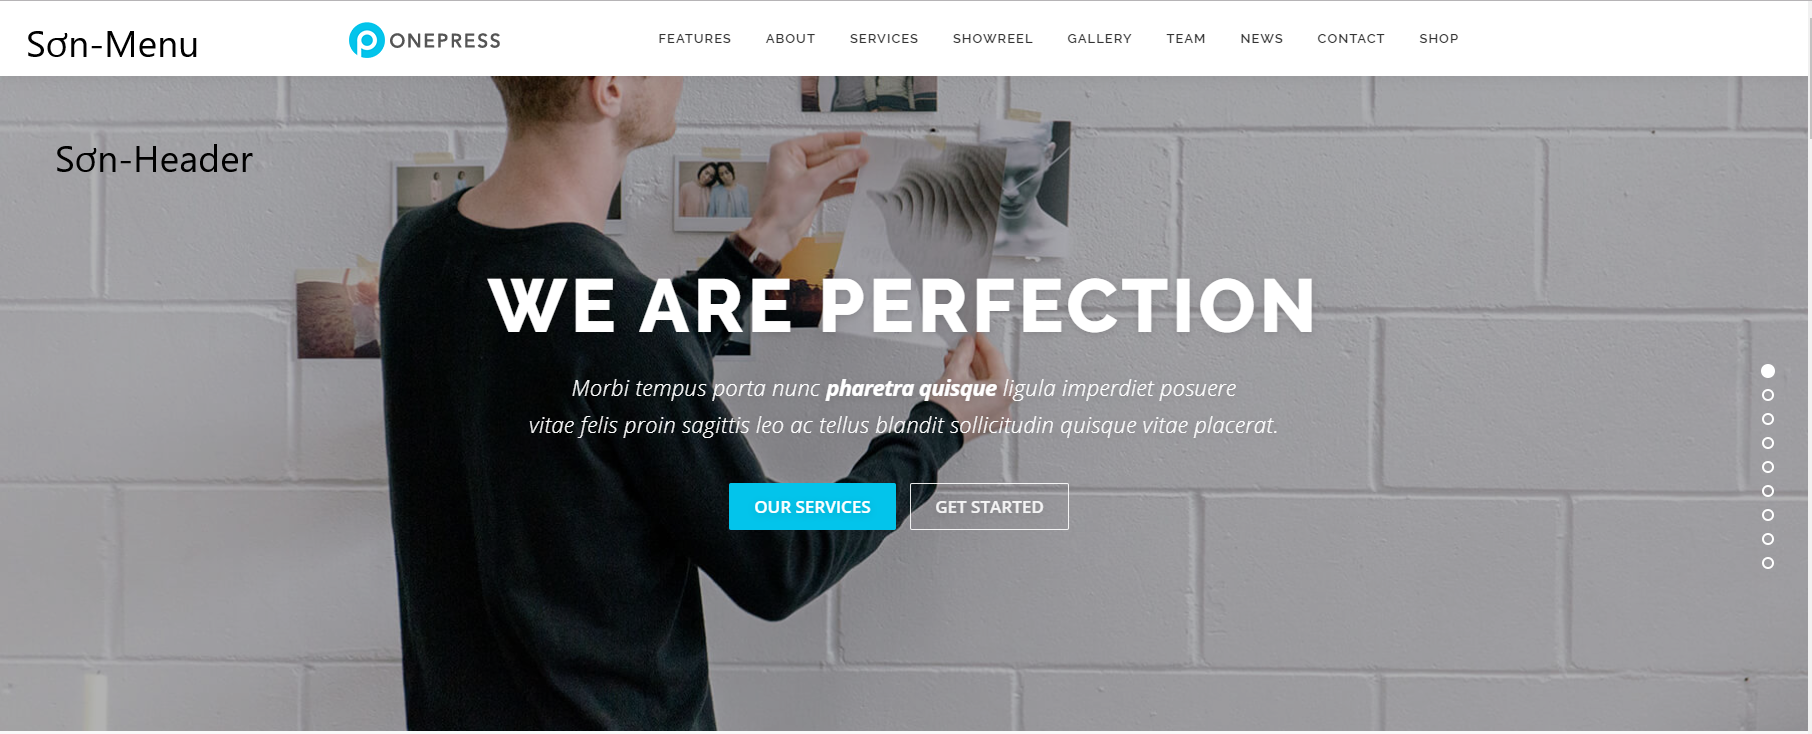 Sơn-Menu
ONEPRESS
FEATURES ABOUT SERVICES SHOWREEL GALLERY TEAM NEWS CONTACT SHOP
Sơn-Header
WE ARE PERFECTION
Morbi tempus porta nunc pharetra quisque ligula imperdiet posuere
vitae felis proin sagittis leo ac tellus blandit sollicitudin quisque vitae placerat.
OUR SERVICES
GET STARTED